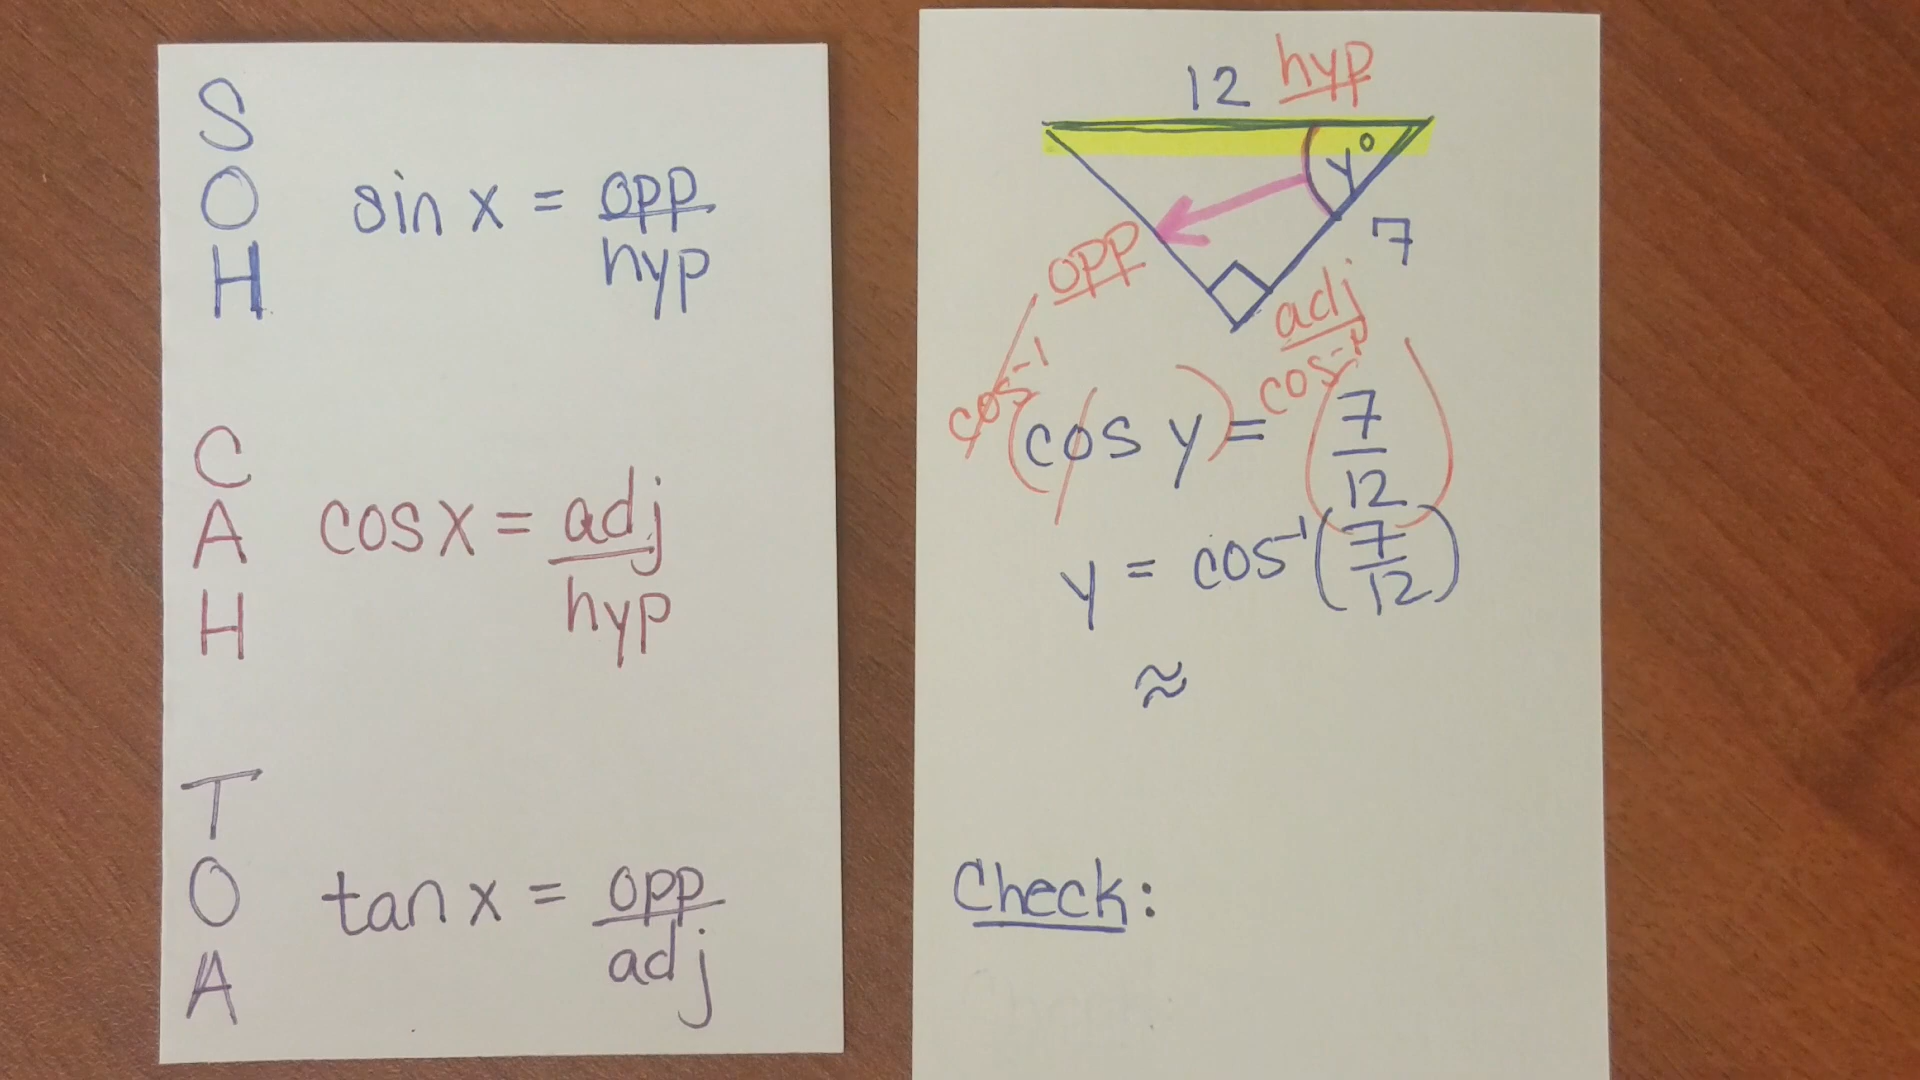 S
O
H
sin x = opp
hyp
C
A
H
cos x = adj
hyp
T
O
A
tan x = opp
adj
12 hyp
y°
7
opp
adj
cos⁻¹(cos y) = cos⁻¹(7
12)
y = cos⁻¹(7
12)
≈
Check: